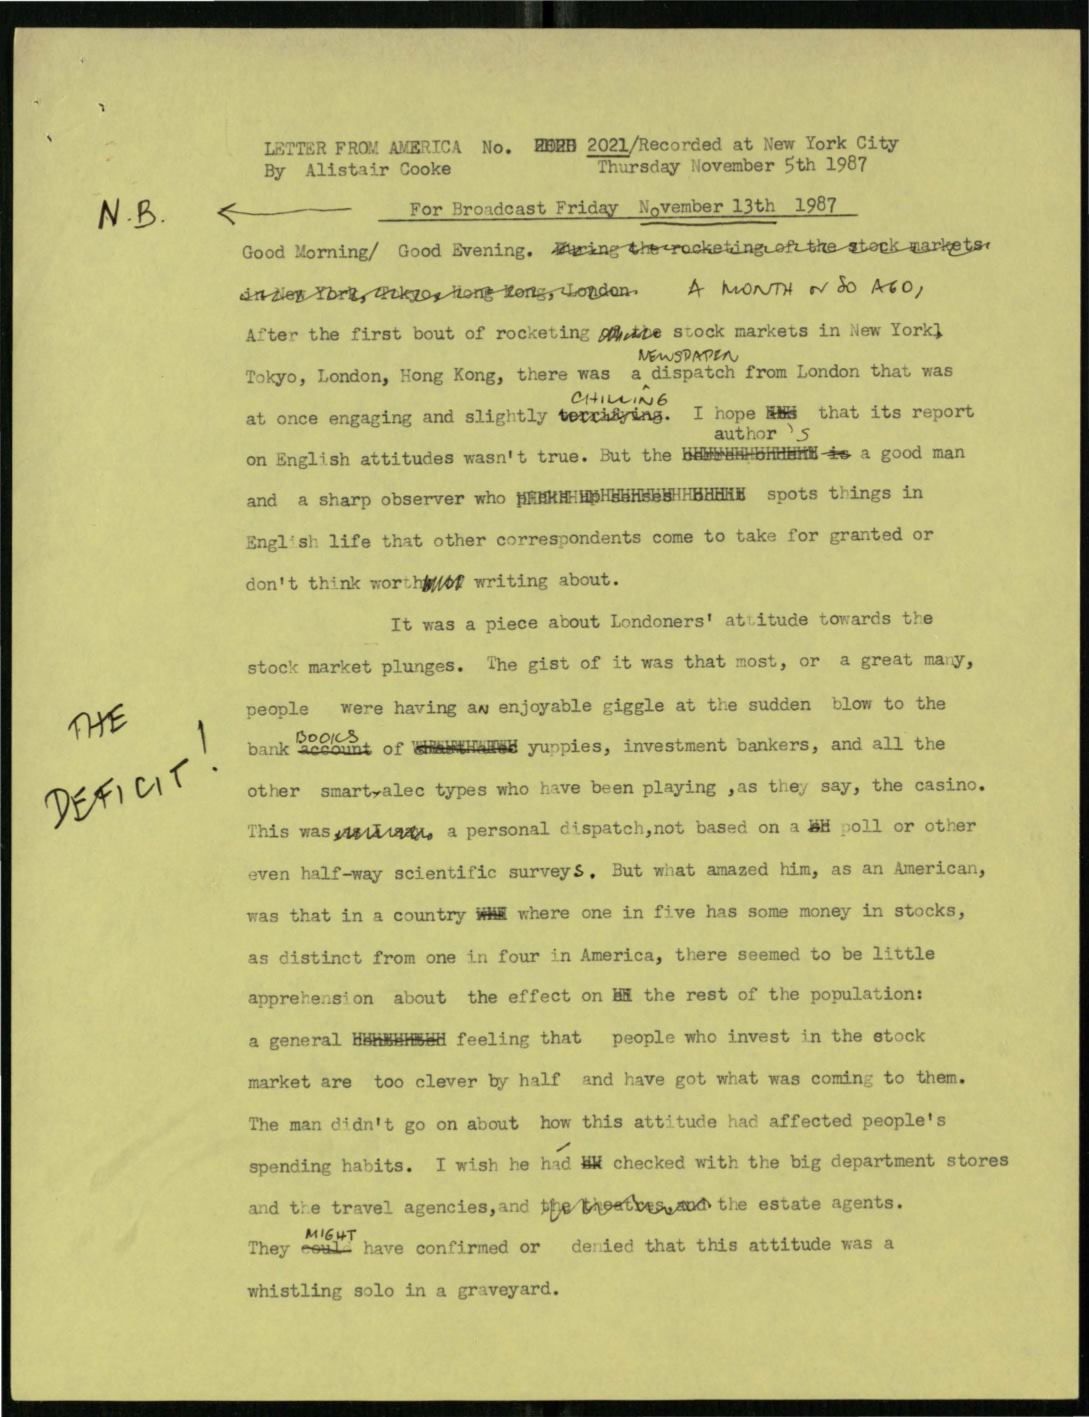 LETTER FROM AMERICA No. 2021/Recorded at New York City
By Alistair Cooke Thursday November 5th 1987
N.B.
For Broadcast Friday November 13th 1987
Good Morning/ Good Evening. During the rocketing of the stock markets
in New York, Tokyo, Hong Kong, London. A MONTH OR SO AGO,
After the first bout of rocketing stock markets in New York,
NEWSPAPER
Tokyo, London, Hong Kong, there was a dispatch from London that was
CHILLING
at once engaging and slightly terrifying. I hope that its report
author's
on English attitudes wasn't true. But the is a good man
and a sharp observer who spots things in
English life that other correspondents come to take for granted or
don't think worth writing about.
It was a piece about Londoners' attitude towards the
stock market plunges. The gist of it was that most, or a great many,
people were having aN enjoyable giggle at the sudden blow to the
BOOKS
bank account of yuppies, investment bankers, and all the
THE
DEFICIT!
other smart-alec types who have been playing ,as they say, the casino.
This was, a personal dispatch,not based on a poll or other
even half-way scientific surveyS. But what amazed him, as an American,
was that in a country where one in five has some money in stocks,
as distinct from one in four in America, there seemed to be little
apprehension about the effect on the rest of the population:
a general feeling that people who invest in the stock
market are too clever by half and have got what was coming to them.
The man didn't go on about how this attitude had affected people's
spending habits. I wish he had checked with the big department stores
and the travel agencies,and the theatres, and the estate agents.
MIGHT
They could have confirmed or denied that this attitude was a
whistling solo in a graveyard.